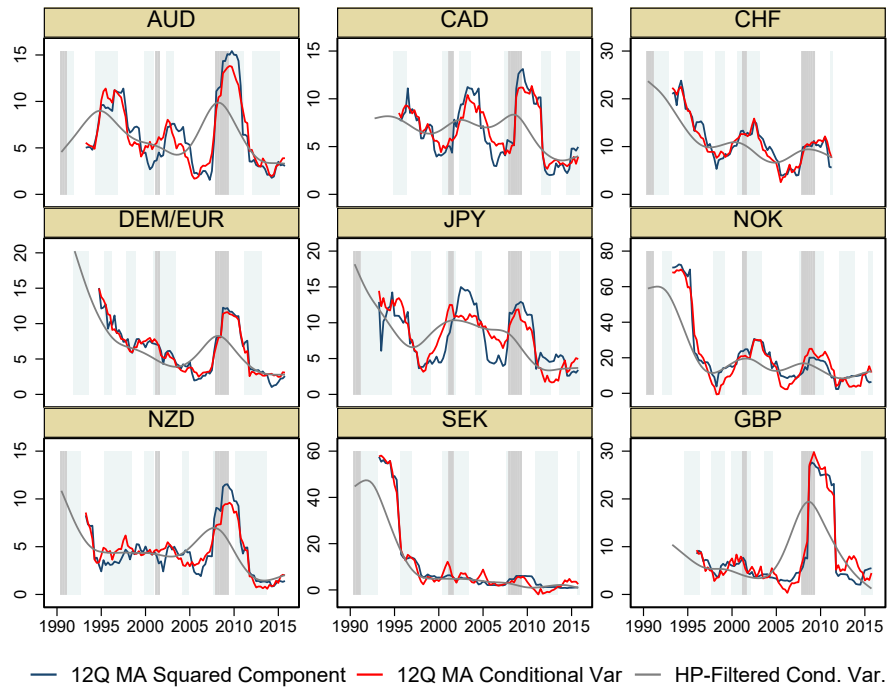 AUD CAD CHF
15 15 30
10 10 20
5 5 10
0 0 0
DEM/EUR JPY NOK
20 20 80
15 15 60
10 10 40
5 5 20
0 0 0
NZD SEK GBP
15 60 30
10 40 20
5 20 10
0 0 0
1990 1995 2000 2005 2010 2015 1990 1995 2000 2005 2010 2015 1990 1995 2000 2005 2010 2015
12Q MA Squared Component 12Q MA Conditional Var HP-Filtered Cond. Var.